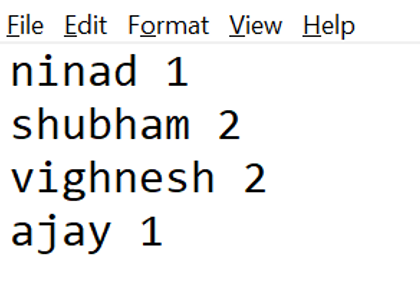 File Edit Format View Help
ninad 1
shubham 2
vighnesh 2
ajay 1